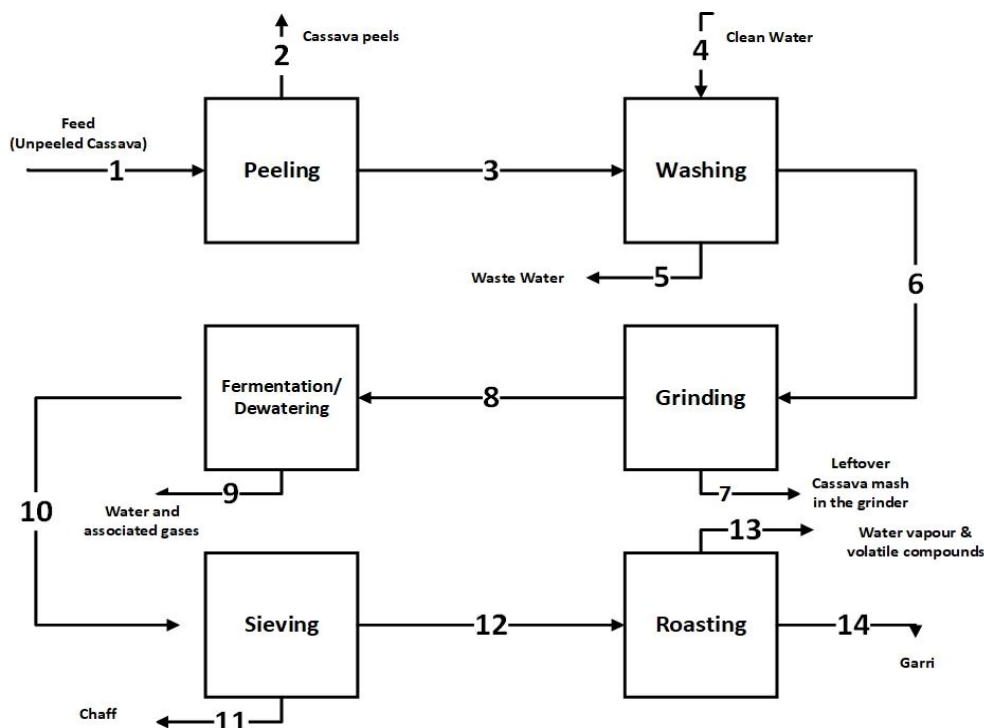 Cassava peels
2
4
Clean Water
Feed
(Unpeeled Cassava)
1
Peeling
3
Washing
Waste Water
5
6
Fermentation/
Dewatering
8
Grinding
9
Water and
associated gases
7
Leftover
Cassava mash
in the grinder
10
13
Water vapour &
volatile compounds
Sieving
12
Roasting
14
Garri
Chaff
11